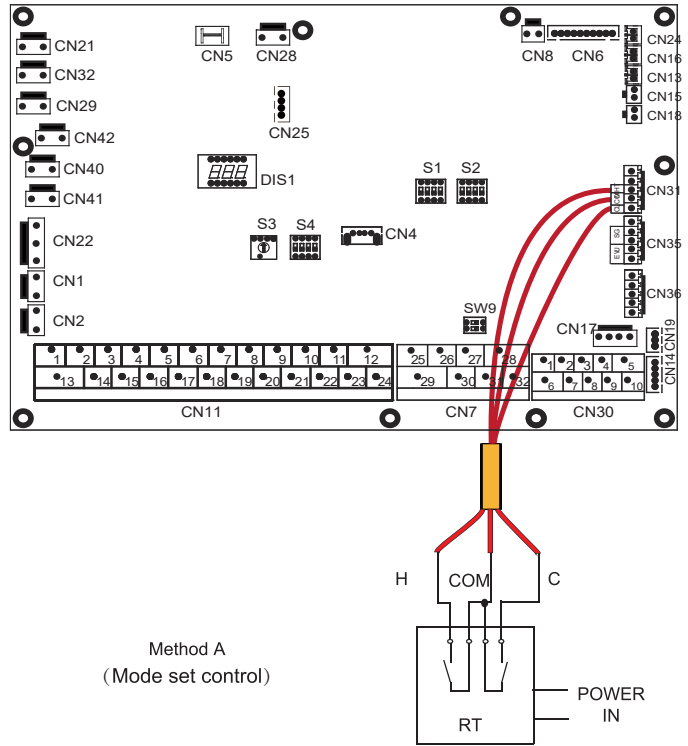 CN21
CN5
CN28
CN8
CN6
CN24
CN32
CN16
CN13
CN29
CN15
CN25
CN18
CN42
CN40
DIS1
S1
S2
CN31
CN41
CN22
S3
S4
CN4
SG
CN35
CN1
CN36
CN2
SW9
CN17
CN19
CN14
1 2 3 4 5 6 7 8 9 10 11 12
25 26 27 28
1 2 3 4 5
13 14 15 16 17 18 19 20 21 22 23 24
29 30 31 32
6 7 8 9 10
CN11
CN7
CN30
H
COM
C
Method A
(Mode set control)
POWER
IN
RT